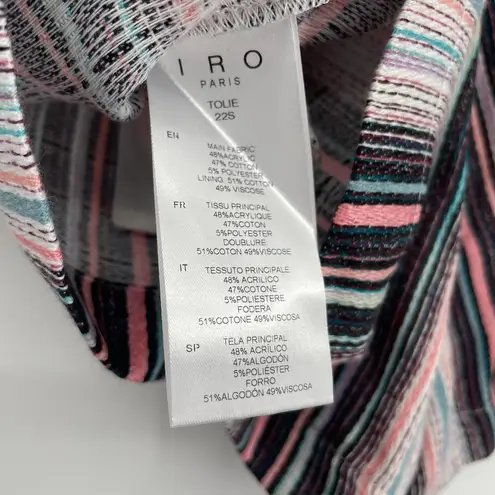 IRO
PARIS
TOLIE
22S
EN
MAIN FABRIC
48%ACRYLIC
47% COTTON
5% POLYESTER
LINING: 51% COTTON
49% VISCOSE
FR
TISSU PRINCIPAL
48%ACRYLIQUE
47%COTON
5%POLYESTER
DOUBLURE
51%COTON 49%VISCOSE
IT
TESSUTO PRINCIPALE
48% ACRILICO
47%COTONE
5%POLIESTERE
FODERA
51%COTONE 49%VISCOSA
SP
TELA PRINCIPAL
48% ACRÍLICO
47%ALGODÓN
5%POLIÉSTER
FORRO
51%ALGODÓN 49%VISCOSA